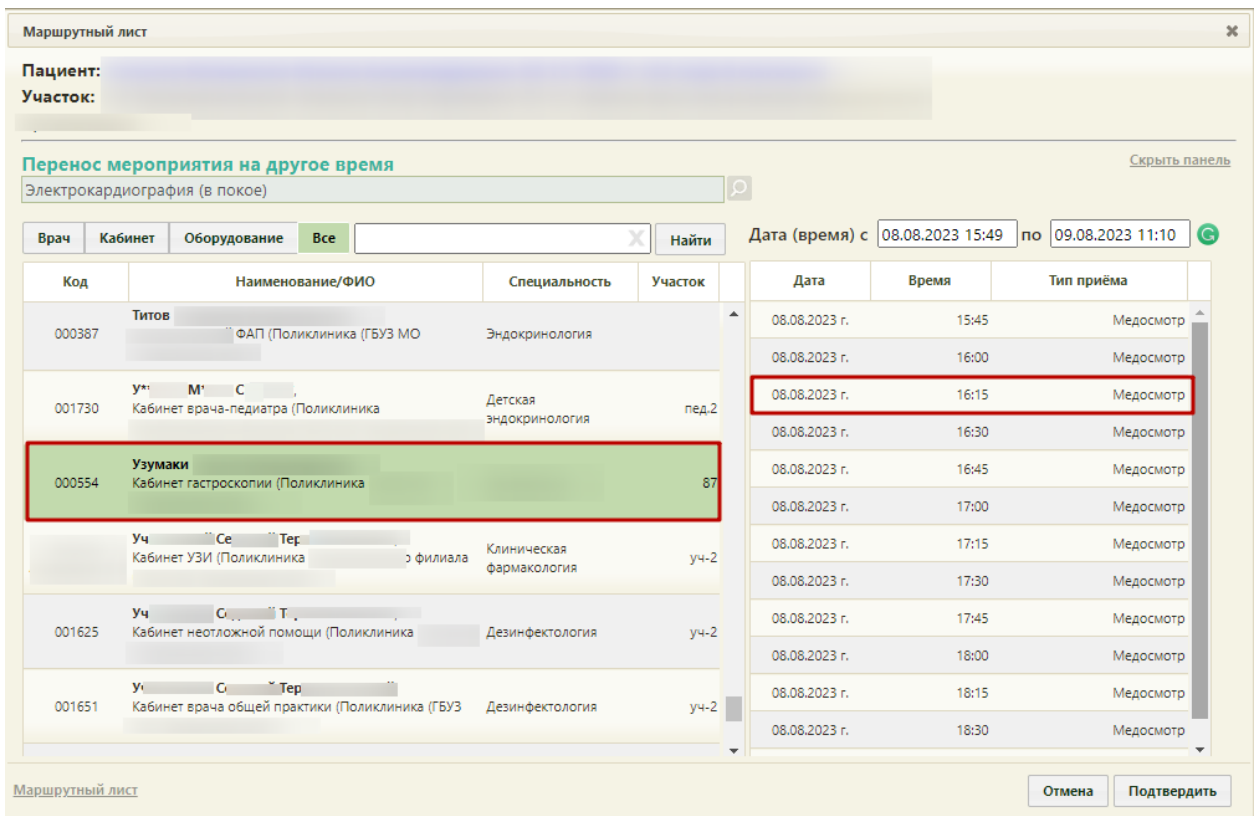 Маршрутный лист
Пациент:
Участок:
Перенос мероприятия на другое время
Скрыть панель
Электрокардиография (в покое)
Врач Кабинет Оборудование Все Найти Дата (время) с 08.08.2023 15:49 по 09.08.2023 11:10
Код Наименование/ФИО Специальность Участок
Титов
000387 ФАП (Поликлиника (ГБУЗ МО Эндокринология
001730 Кабинет врача-педиатра (Поликлиника Детская эндокринология пед.2
Узумаки
000554 Кабинет гастроскопии (Поликлиника 87
Кабинет УЗИ (Поликлиника филиала Клиническая фармакология уч-2
001625 Кабинет неотложной помощи (Поликлиника Дезинфектология уч-2
001651 Кабинет врача общей практики (Поликлиника (ГБУЗ Дезинфектология уч-2
Дата Время Тип приёма
08.08.2023 г. 15:45 Медосмотр
08.08.2023 г. 16:00 Медосмотр
08.08.2023 г. 16:15 Медосмотр
08.08.2023 г. 16:30 Медосмотр
08.08.2023 г. 16:45 Медосмотр
08.08.2023 г. 17:00 Медосмотр
08.08.2023 г. 17:15 Медосмотр
08.08.2023 г. 17:30 Медосмотр
08.08.2023 г. 17:45 Медосмотр
08.08.2023 г. 18:00 Медосмотр
08.08.2023 г. 18:15 Медосмотр
08.08.2023 г. 18:30 Медосмотр
Маршрутный лист
Отмена Подтвердить